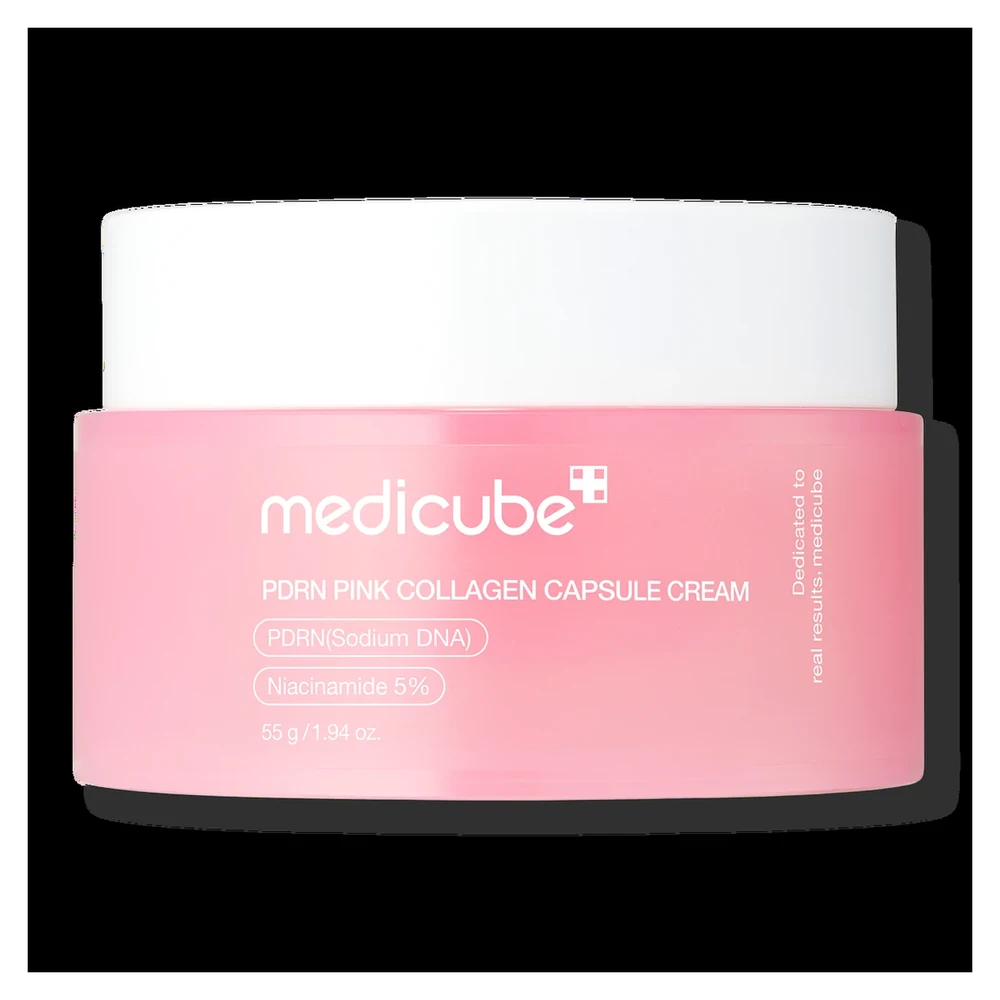 medicube
PDRN PINK COLLAGEN CAPSULE CREAM
PDRN(Sodium DNA)
Niacinamide 5%
55 g / 1.94 oz.
Dedicated to
real results, medicube